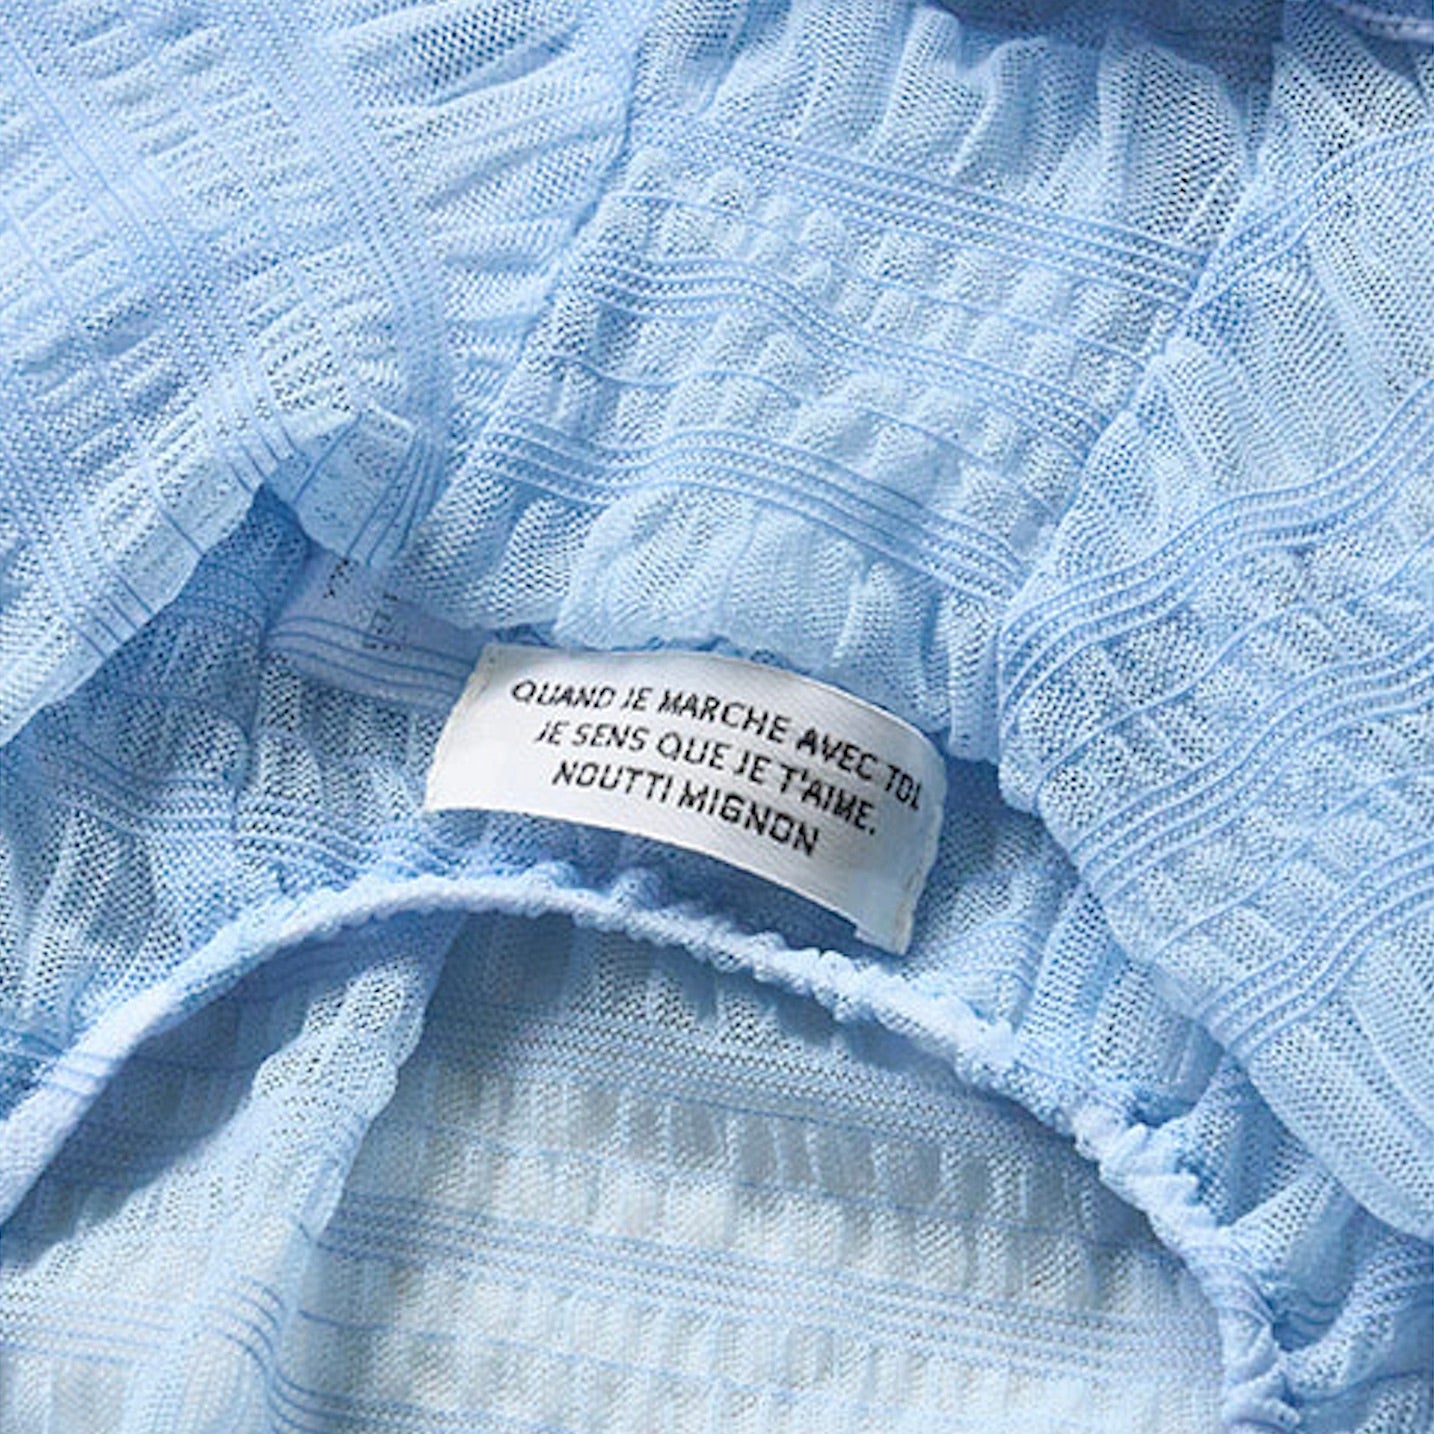 QUAND JE MARCHE AVEC TOI
JE SENS QUE JE T'AIME.
NOUTTI MIGNON